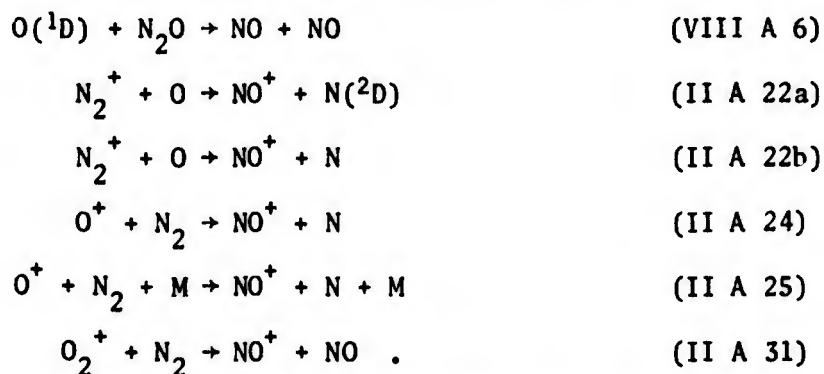 O(¹D) + N₂O → NO + NO (VIII A 6)
N₂⁺ + O → NO⁺ + N(²D) (II A 22a)
N₂⁺ + O → NO⁺ + N (II A 22b)
O⁺ + N₂ → NO⁺ + N (II A 24)
O⁺ + N₂ + M → NO⁺ + N + M (II A 25)
O₂⁺ + N₂ → NO⁺ + NO . (II A 31)